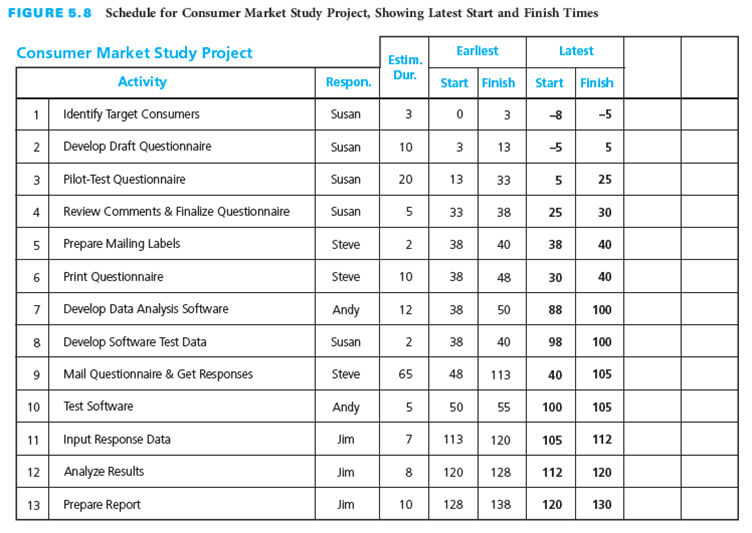 FIGURE 5.8 Schedule for Consumer Market Study Project, Showing Latest Start and Finish Times
Consumer Market Study Project Estim. Dur. Earliest Latest
Activity Respon. Start Finish Start Finish
1 Identify Target Consumers Susan 3 0 3 –8 –5
2 Develop Draft Questionnaire Susan 10 3 13 –5 5
3 Pilot-Test Questionnaire Susan 20 13 33 5 25
4 Review Comments & Finalize Questionnaire Susan 5 33 38 25 30
5 Prepare Mailing Labels Steve 2 38 40 38 40
6 Print Questionnaire Steve 10 38 48 30 40
7 Develop Data Analysis Software Andy 12 38 50 88 100
8 Develop Software Test Data Susan 2 38 40 98 100
9 Mail Questionnaire & Get Responses Steve 65 48 113 40 105
10 Test Software Andy 5 50 55 100 105
11 Input Response Data Jim 7 113 120 105 112
12 Analyze Results Jim 8 120 128 112 120
13 Prepare Report Jim 10 128 138 120 130